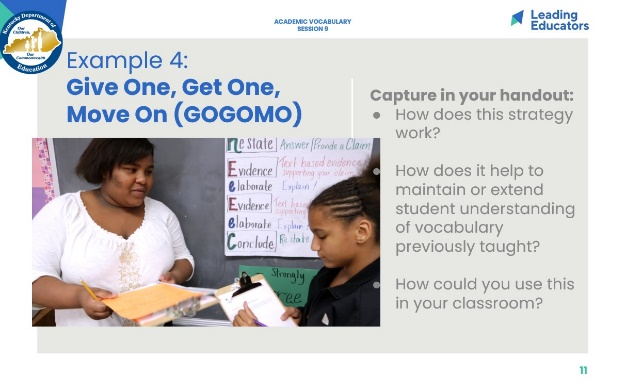 Kentucky Department of
Our
Children,
Our
Commonwealth
Education
ACADEMIC VOCABULARY
SESSION 9
Leading
Educators
Example 4:
Give One, Get One,
Move On (GOGOMO)
Capture in your handout:
● How does this strategy
work?
● How does it help to
maintain or extend
student understanding
of vocabulary
previously taught?
● How could you use this
in your classroom?
Restate Answer/Provide a Claim
Evidence Text based evidence
supporting your claim
elaborate Explain
Evidence Text based
supporting
elaborate Explain
Conclude Restate
Strongly
11